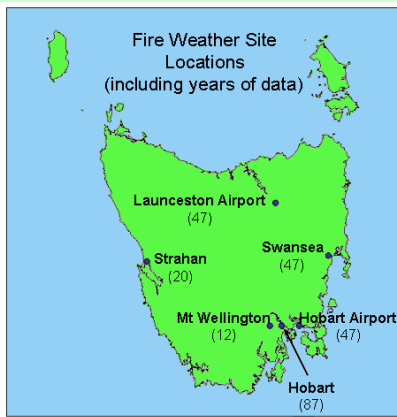 Fire Weather Site
Locations
(including years of data)
Launceston Airport
(47)
Swansea
(47)
Strahan
(20)
Mt Wellington
(12)
Hobart Airport
(47)
Hobart
(87)